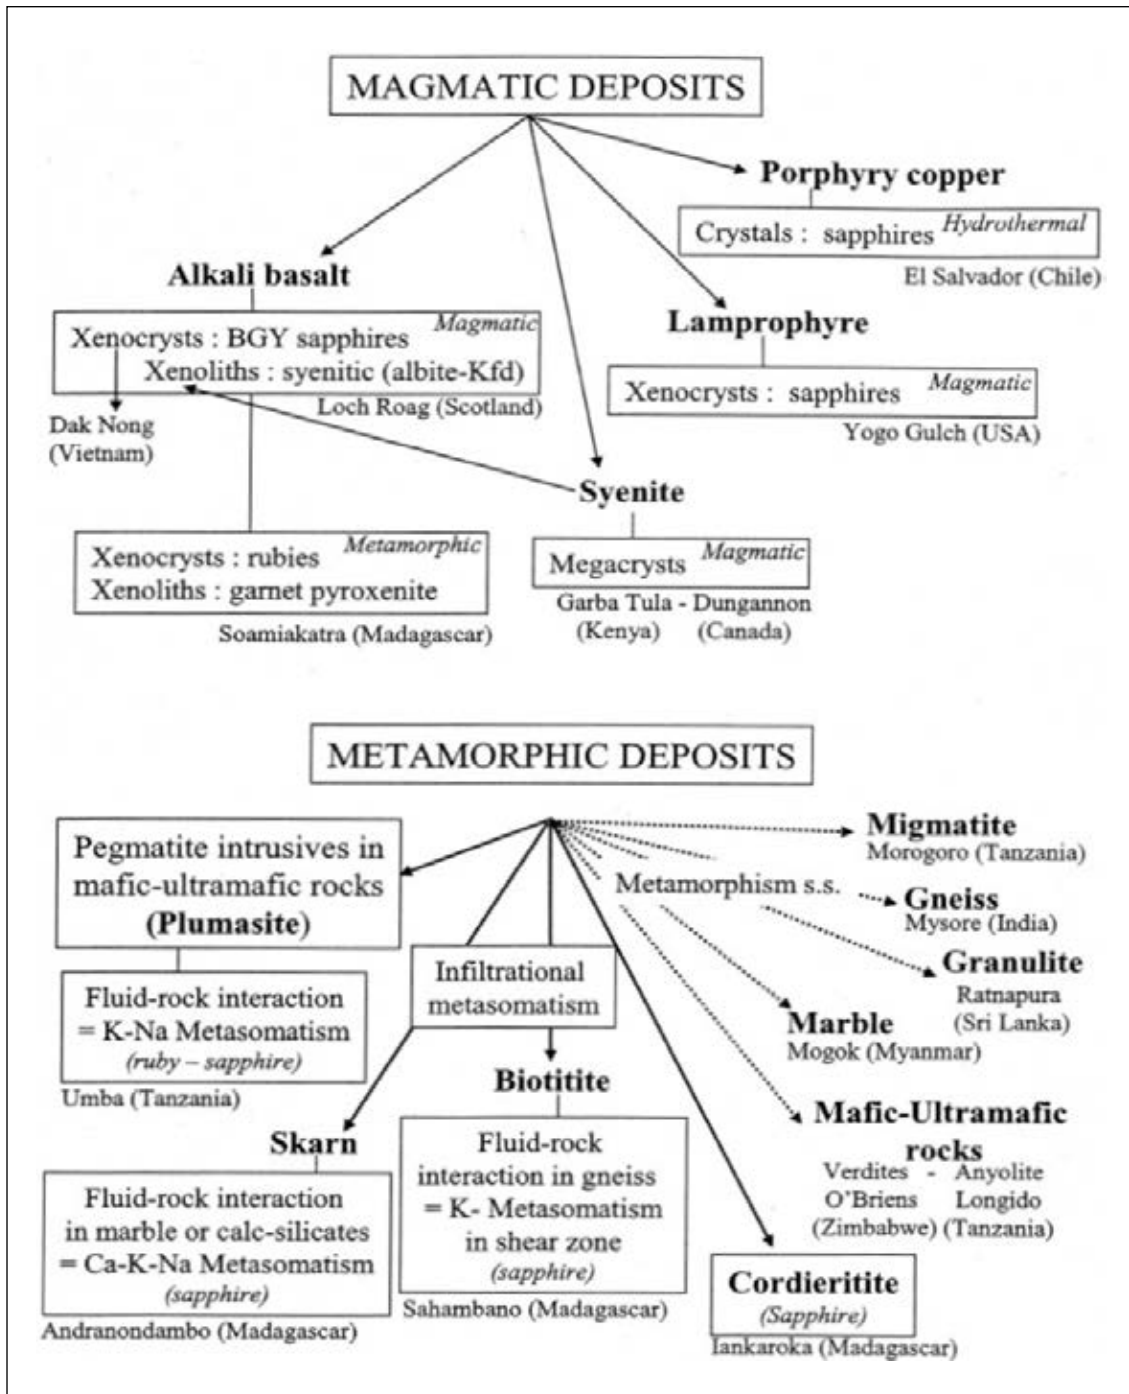 MAGMATIC DEPOSITS
Porphyry copper
Crystals : sapphires Hydrothermal
El Salvador (Chile)
Alkali basalt
Magmatic
Xenocrysts : BGY sapphires
Xenoliths : syenitic (albite-Kfd)
Loch Roag (Scotland)
Dak Nong
(Vietnam)
Lamprophyre
Xenocrysts : sapphires Magmatic
Yogo Gulch (USA)
Syenite
Megacrysts Magmatic
Garba Tula - Dungannon
(Kenya) (Canada)
Xenocrysts : rubies Metamorphic
Xenoliths : garnet pyroxenite
Soamiakatra (Madagascar)
METAMORPHIC DEPOSITS
Pegmatite intrusives in
mafic-ultramafic rocks
(Plumasite)
Fluid-rock interaction
= K-Na Metasomatism
(ruby – sapphire)
Umba (Tanzania)
Infiltrational
metasomatism
Skarn
Fluid-rock interaction
in marble or calc-silicates
= Ca-K-Na Metasomatism
(sapphire)
Andranondambo (Madagascar)
Biotitite
Fluid-rock
interaction in gneiss
= K- Metasomatism
in shear zone
(sapphire)
Sahambano (Madagascar)
Metamorphism s.s.
Migmatite
Morogoro (Tanzania)
Gneiss
Mysore (India)
Granulite
Ratnapura
(Sri Lanka)
Marble
Mogok (Myanmar)
Mafic-Ultramafic
rocks
Verdites - Anyolite
O'Briens Longido
(Zimbabwe) (Tanzania)
Cordieritite
(Sapphire)
Iankaroka (Madagascar)